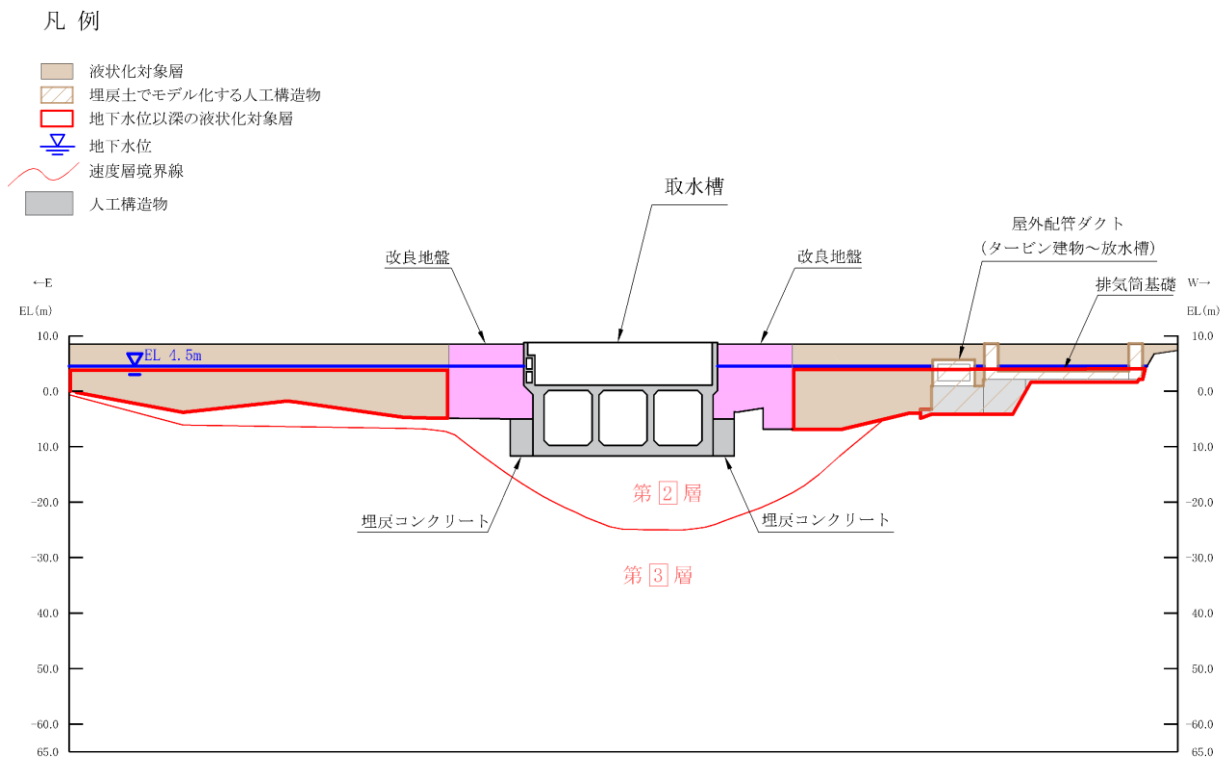 凡 例
液状化対象層
埋戻土でモデル化する人工構造物
地下水位以深の液状化対象層
地下水位
速度層境界線
人工構造物
取水槽
屋外配管ダクト
(タービン建物~放水槽)
改良地盤
改良地盤
排気筒基礎
←E
W→
EL(m)
EL(m)
10.0
10.0
EL 4.5m
0.0
0.0
10.0
-10.0
第2層
-20.0
-20.0
埋戻コンクリート
埋戻コンクリート
-30.0
-30.0
第3層
-40.0
-40.0
-50.0
-50.0
-60.0
-60.0
65.0
65.0